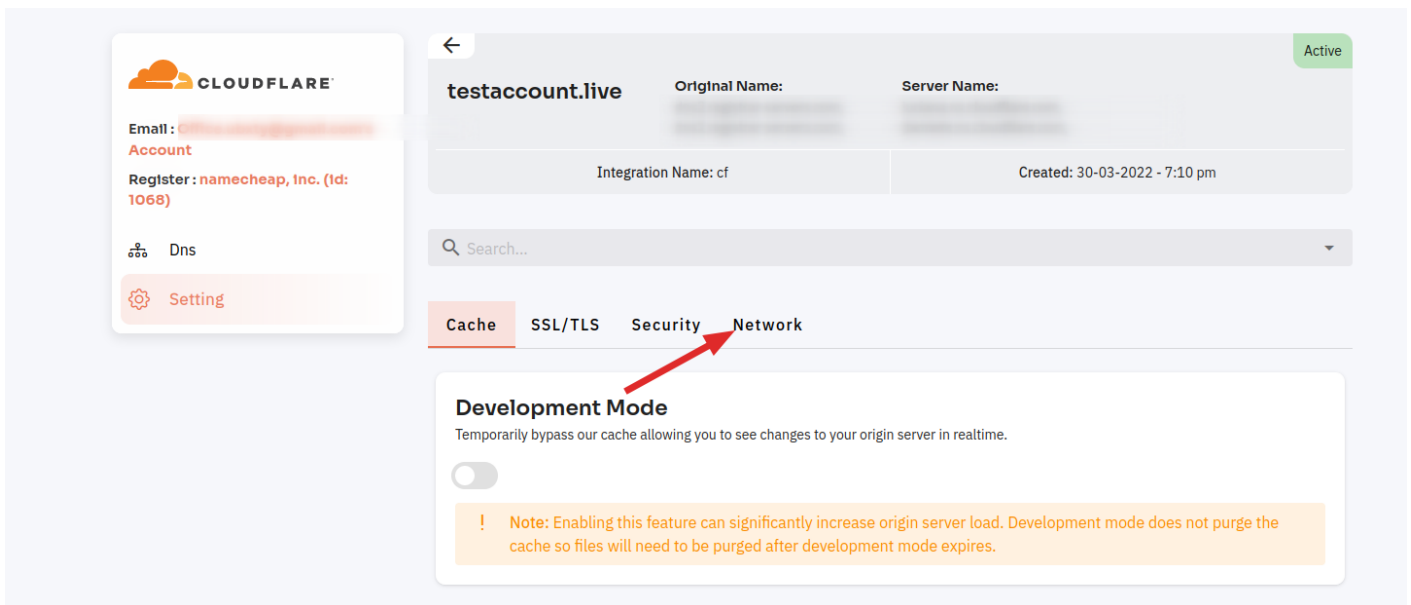 CLOUDFLARE
Email :
Account
Register : namecheap, inc. (id:
1068)
Dns
Setting
Active
testaccount.live
Original Name:
Server Name:
Integration Name: cf
Created: 30-03-2022 - 7:10 pm
Search...
Cache SSL/TLS Security Network
Development Mode
Temporarily bypass our cache allowing you to see changes to your origin server in realtime.
! Note: Enabling this feature can significantly increase origin server load. Development mode does not purge the
cache so files will need to be purged after development mode expires.